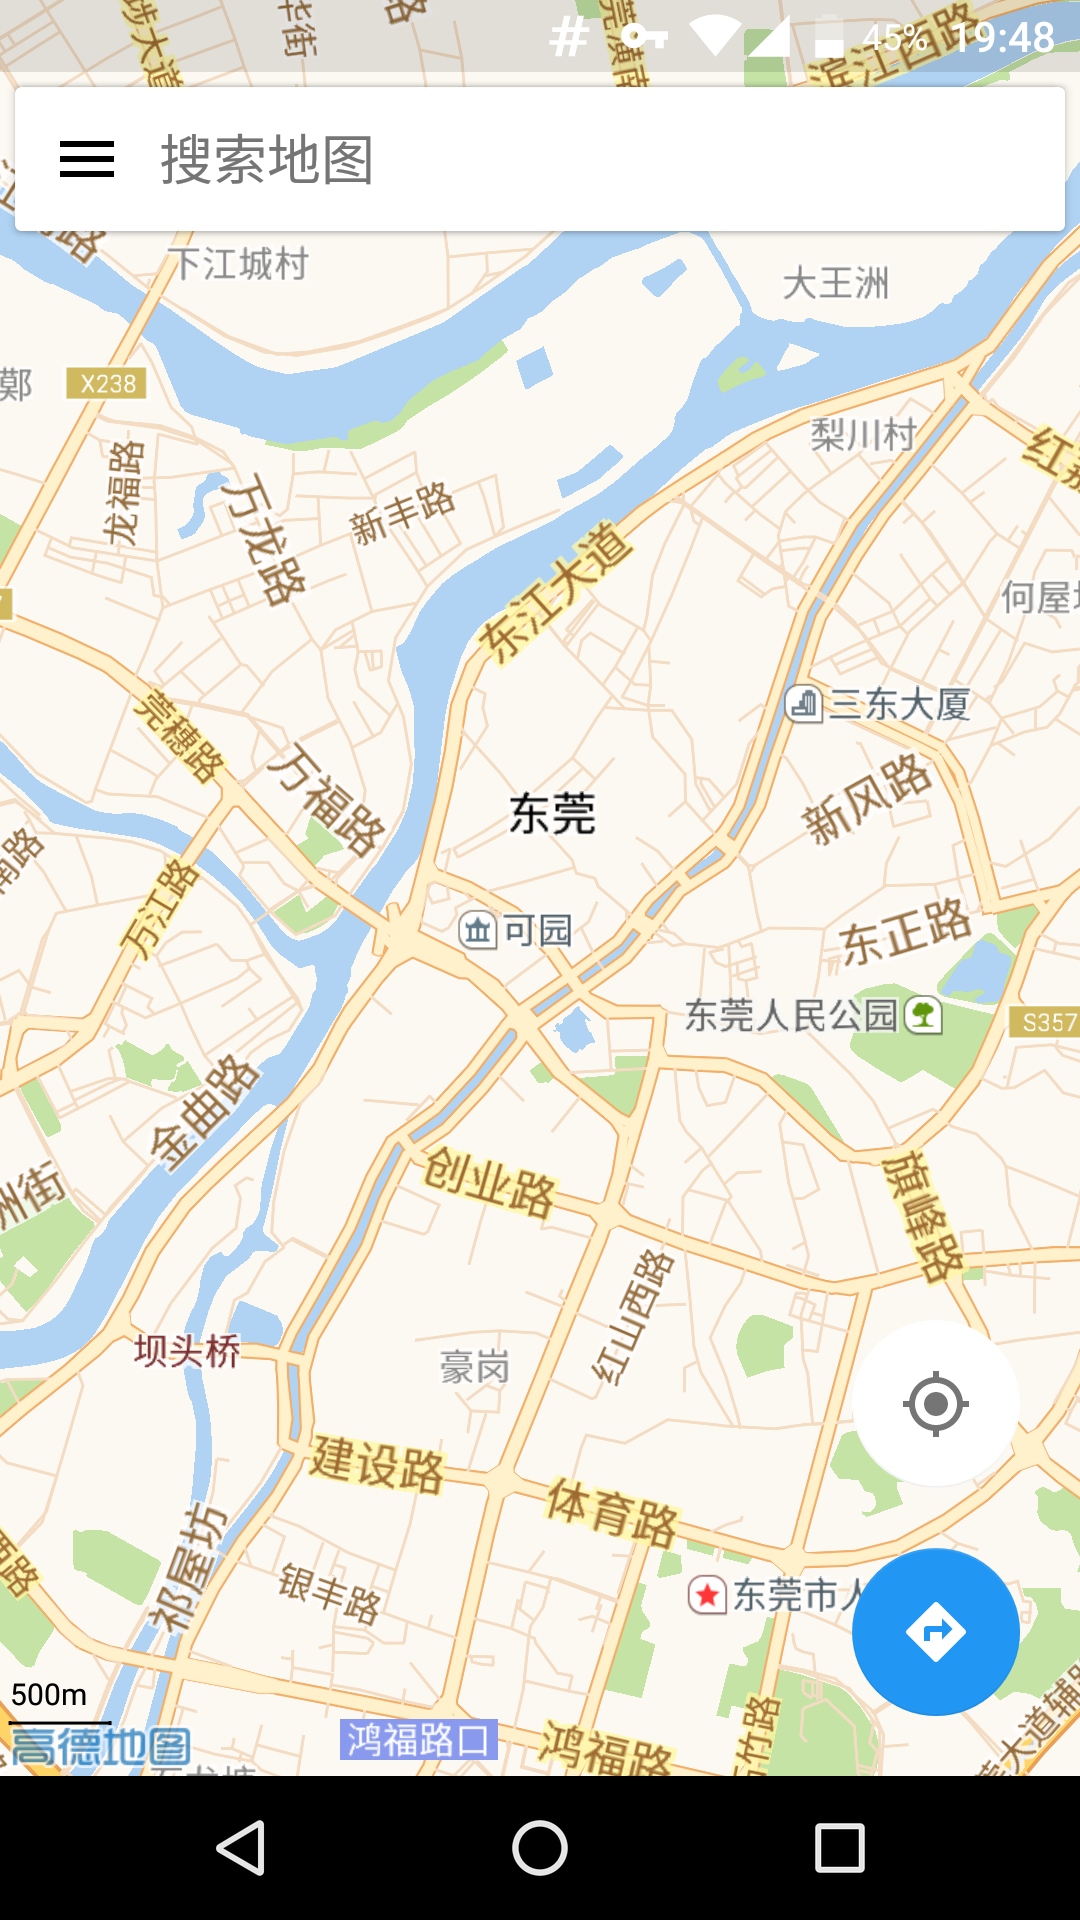 45% 19:48
滨江西路
搜索地图
下江城村
大王洲
X238
梨川村
龙福路
万龙路
新丰路
东江大道
三东大厦
莞穗路
万福路
东莞
新风路
万江路
可园
东正路
东莞人民公园
S357
金曲路
创业路
旗峰路
红山西路
坝头桥
豪岗
建设路
体育路
祁屋坊
银丰路
东莞市人
500m
高德地图
鸿福路口
鸿福路